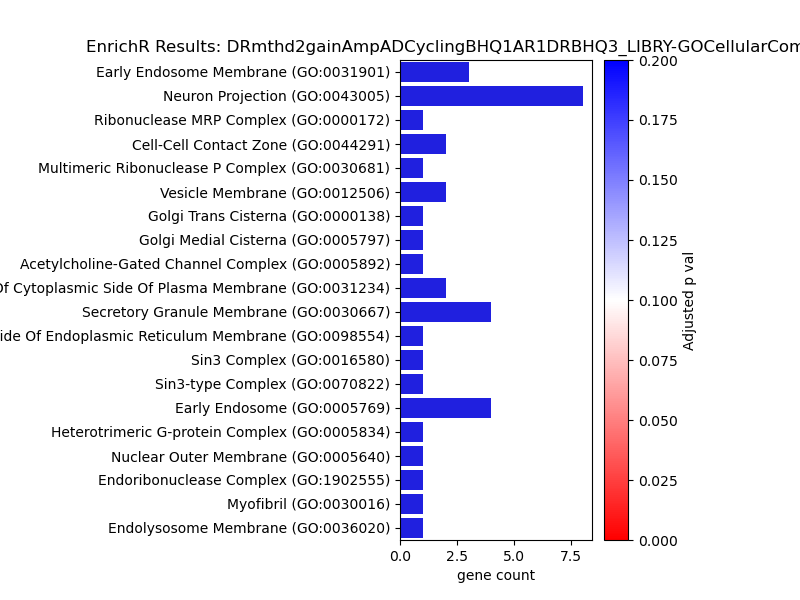 EnrichR Results: DRmthd2gainAmpADCyclingBHQ1AR1DRBHQ3_LIBRY-GOCellularCom
Early Endosome Membrane (GO:0031901)
Neuron Projection (GO:0043005)
Ribonuclease MRP Complex (GO:0000172)
Cell-Cell Contact Zone (GO:0044291)
Multimeric Ribonuclease P Complex (GO:0030681)
Vesicle Membrane (GO:0012506)
Golgi Trans Cisterna (GO:0000138)
Golgi Medial Cisterna (GO:0005797)
Acetylcholine-Gated Channel Complex (GO:0005892)
Of Cytoplasmic Side Of Plasma Membrane (GO:0031234)
Secretory Granule Membrane (GO:0030667)
ide Of Endoplasmic Reticulum Membrane (GO:0098554)
Sin3 Complex (GO:0016580)
Sin3-type Complex (GO:0070822)
Early Endosome (GO:0005769)
Heterotrimeric G-protein Complex (GO:0005834)
Nuclear Outer Membrane (GO:0005640)
Endoribonuclease Complex (GO:1902555)
Myofibril (GO:0030016)
Endolysosome Membrane (GO:0036020)
0.0 2.5 5.0 7.5
gene count
0.200
0.175
0.150
0.125
0.100
0.075
0.050
0.025
0.000
Adjusted p val